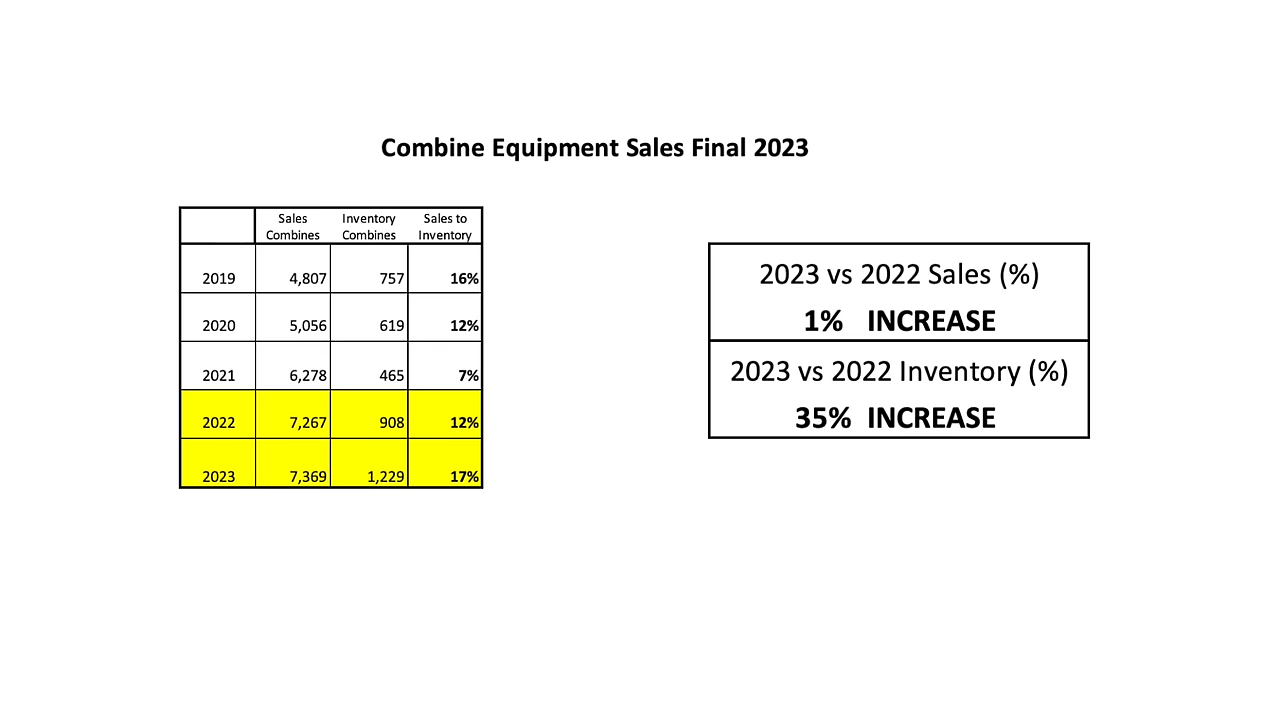 Combine Equipment Sales Final 2023
Sales Combines Inventory Combines Sales to Inventory
2019 4,807 757 16%
2020 5,056 619 12%
2021 6,278 465 7%
2022 7,267 908 12%
2023 7,369 1,229 17%
2023 vs 2022 Sales (%)
1% INCREASE
2023 vs 2022 Inventory (%)
35% INCREASE